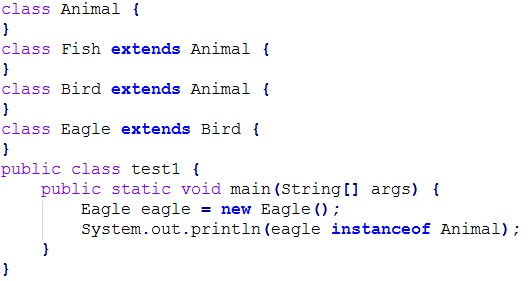 class Animal {
}
class Fish extends Animal {
}
class Bird extends Animal {
}
class Eagle extends Bird {
}
public class test1 {
    public static void main(String[] args) {
        Eagle eagle = new Eagle();
        System.out.println(eagle instanceof Animal);
    }
}